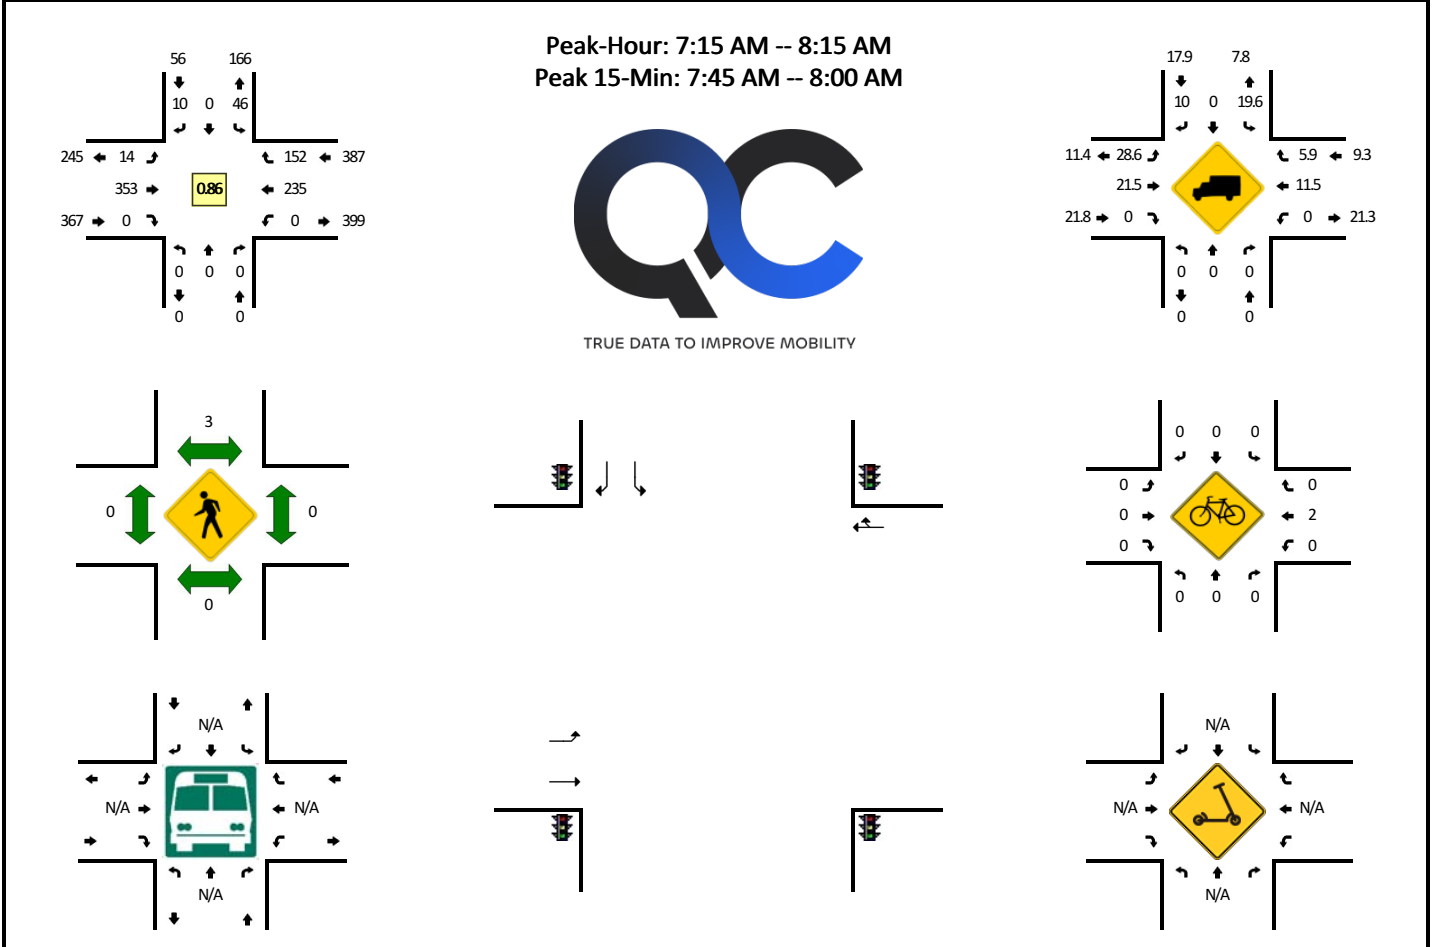 Peak-Hour: 7:15 AM -- 8:15 AM
Peak 15-Min: 7:45 AM -- 8:00 AM
56 166
10 0 46
245 14 152 387
353 0.86 235
367 0 0 399
0 0 0
0 0
TRUE DATA TO IMPROVE MOBILITY
17.9 7.8
10 0 19.6
11.4 28.6 5.9 9.3
21.5 11.5
21.8 0 0 21.3
0 0 0
0 0
3
0 0
0
0 0 0
0 0
0 2
0 0
0 0 0
N/A
N/A N/A
N/A
N/A
N/A N/A
N/A